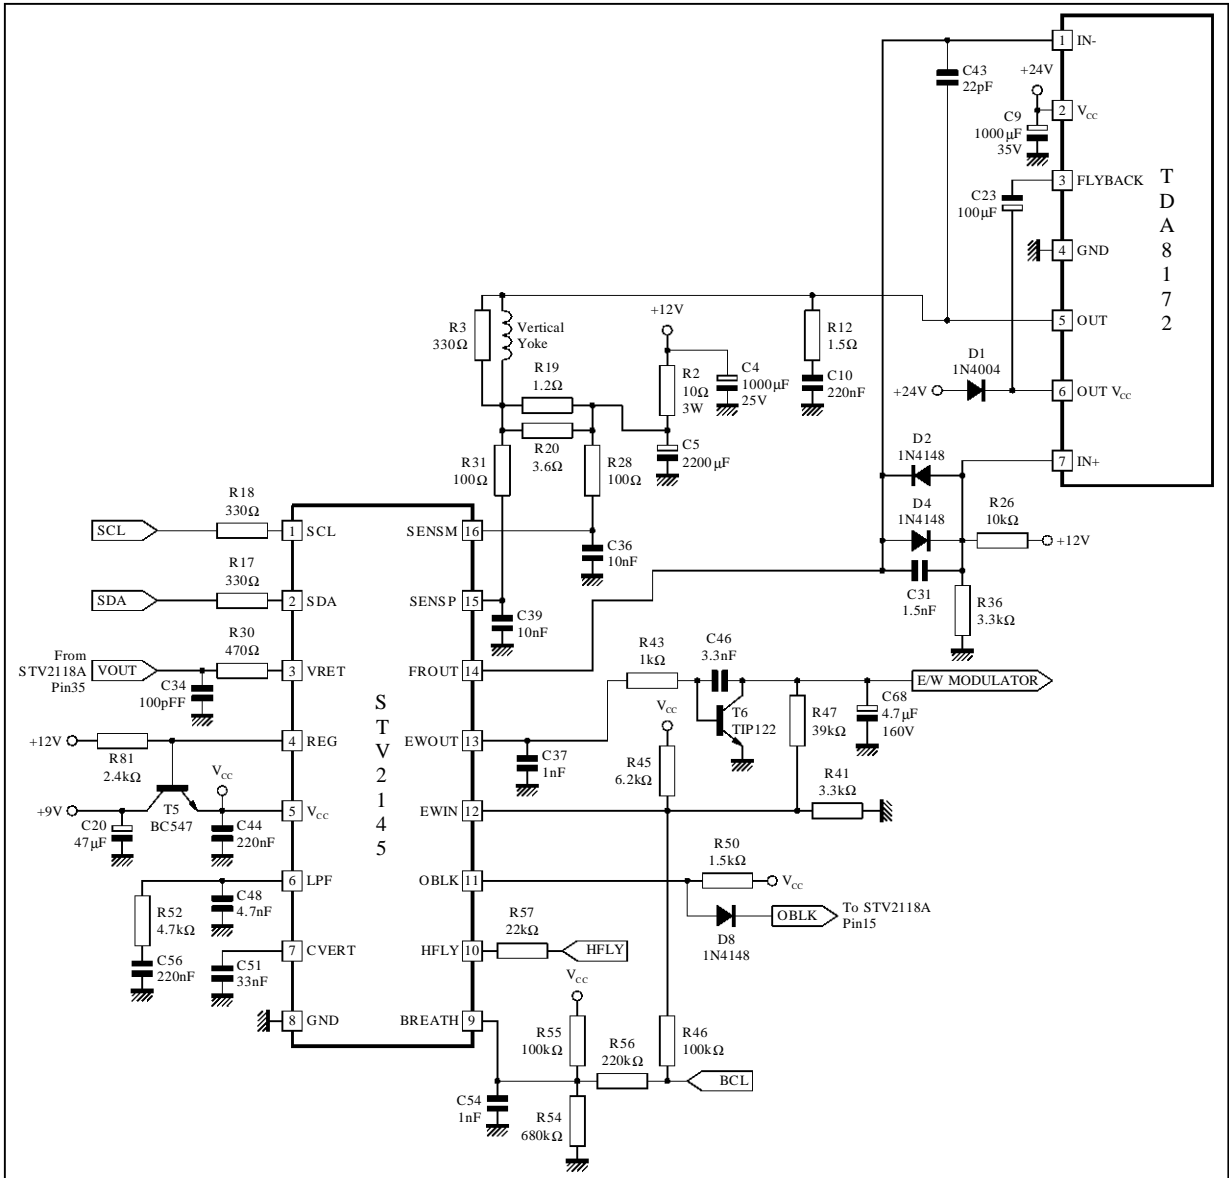 1 IN-
C43
22pF
+24V
2 VCC
C9
1000µF
35V
3 FLYBACK
C23
100µF
4 GND
TDA8172
+12V
R3
330Ω
Vertical
Yoke
R12
1.5Ω
5 OUT
R19
1.2Ω
R2
10Ω
3W
C4
1000µF
25V
C10
220nF
D1
1N4004
+24V
6 OUT VCC
R20
3.6Ω
C5
2200µF
R31
100Ω
R28
100Ω
D2
1N4148
7 IN+
R18
330Ω
SCL
1 SCL
SENSM 16
C36
10nF
D4
1N4148
R26
10kΩ
+12V
R17
330Ω
SDA
2 SDA
SENSP 15
C39
10nF
C31
1.5nF
R36
3.3kΩ
From
STV2118A
Pin35
VOUT
R30
470Ω
3 VRET
C34
100pFF
FROUT 14
R43
1kΩ
C46
3.3nF
E/W MODULATOR
STV2145
VCC
T6
TIP122
R47
39kΩ
C68
4.7µF
160V
+12V
R81
2.4kΩ
4 REG
EWOUT 13
C37
1nF
R45
6.2kΩ
R41
3.3kΩ
VCC
+9V
T5
BC547
5 VCC
EWIN 12
C20
47µF
C44
220nF
R50
1.5kΩ
VCC
6 LPF
OBLK 11
C48
4.7nF
R52
4.7kΩ
D8
1N4148
OBLK
To STV2118A
Pin15
R57
22kΩ
7 CVERT
HFLY 10
HFLY
C56
220nF
C51
33nF
VCC
8 GND
BREATH 9
R55
100kΩ
R56
220kΩ
R46
100kΩ
BCL
C54
1nF
R54
680kΩ